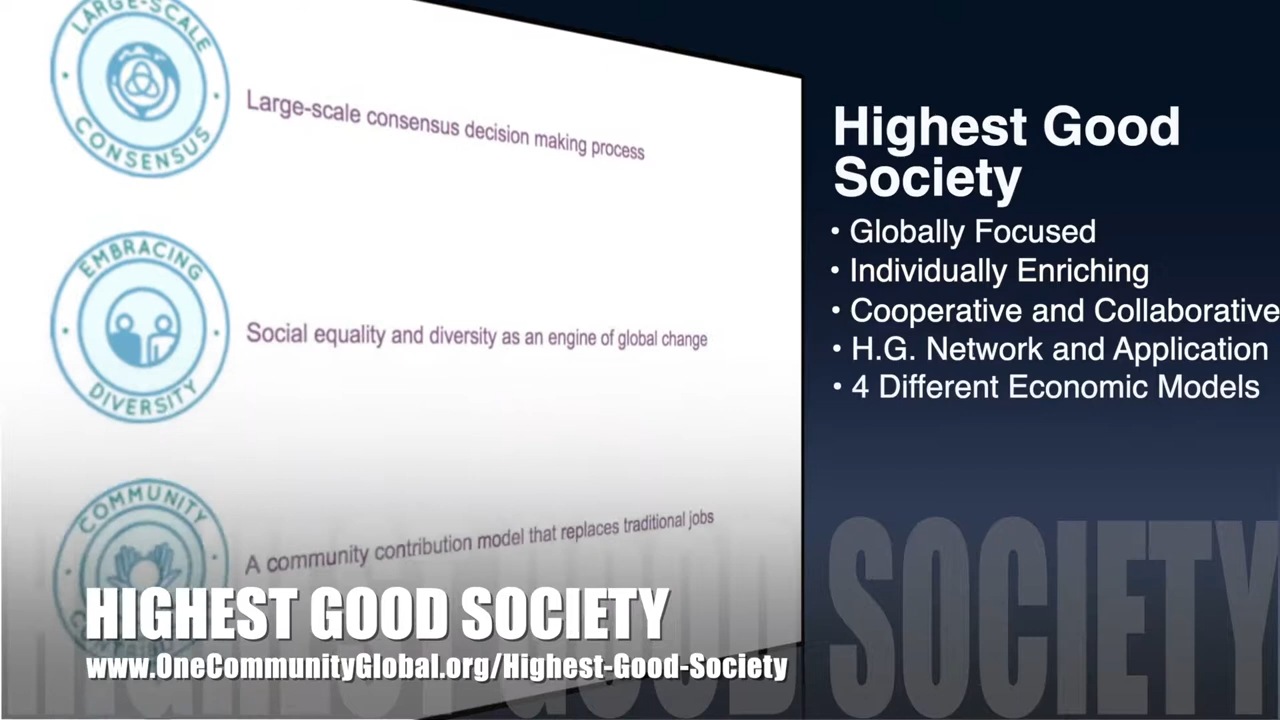 LARGE-SCALE
CONSENSUS
Large-scale consensus decision making process
EMBRACING
DIVERSITY
Social equality and diversity as an engine of global change
COMMUNITY
A community contribution model that replaces traditional jobs
Highest Good
Society
• Globally Focused
• Individually Enriching
• Cooperative and Collaborative
• H.G. Network and Application
• 4 Different Economic Models
HIGHEST GOOD SOCIETY
HIGHEST GOOD SOCIETY
www.OneCommunityGlobal.org/Highest-Good-Society